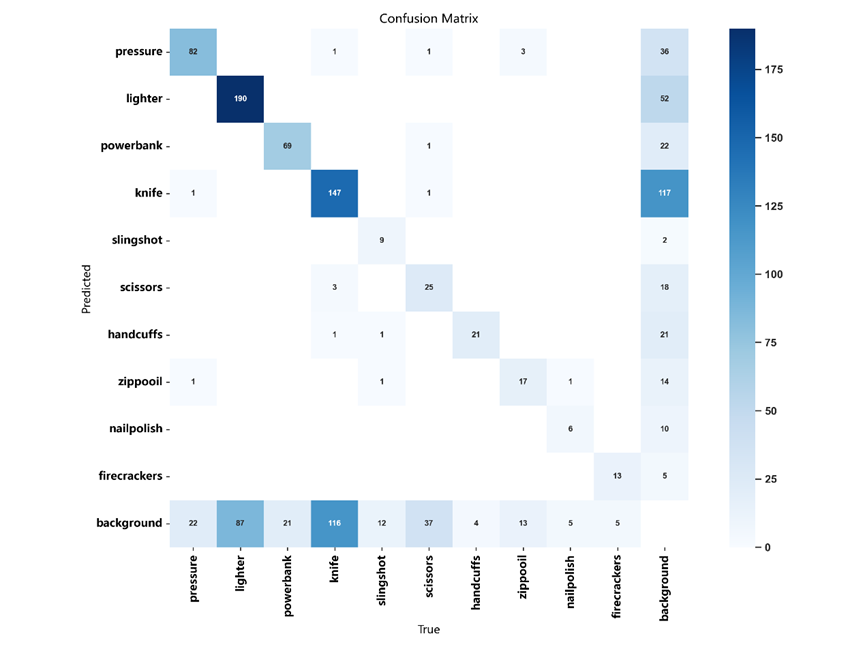 Confusion Matrix
pressure 82 1 1 3 36
lighter 190 52
powerbank 69 1 22
knife 1 147 1 117
slingshot 9 2
scissors 3 25 18
handcuffs 1 1 21 21
zippooil 1 1 17 1 14
nailpolish 6 10
firecrackers 13 5
background 22 87 21 116 12 37 4 13 5 5
pressure lighter powerbank knife slingshot scissors handcuffs zippooil nailpolish firecrackers background
True
Predicted
175
150
125
100
75
50
25
0